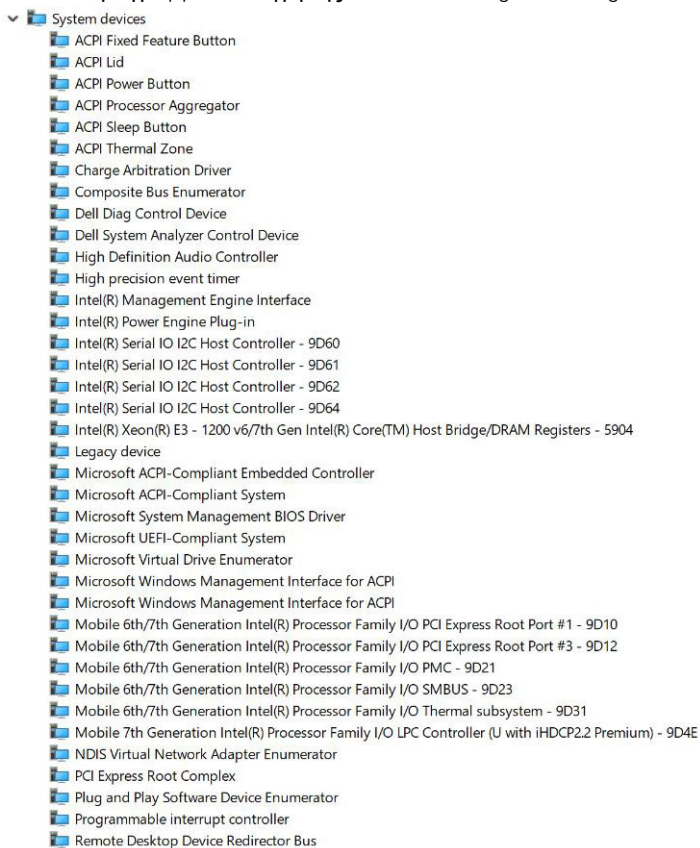 System devices
ACPI Fixed Feature Button
ACPI Lid
ACPI Power Button
ACPI Processor Aggregator
ACPI Sleep Button
ACPI Thermal Zone
Charge Arbitration Driver
Composite Bus Enumerator
Dell Diag Control Device
Dell System Analyzer Control Device
High Definition Audio Controller
High precision event timer
Intel(R) Management Engine Interface
Intel(R) Power Engine Plug-in
Intel(R) Serial IO I2C Host Controller - 9D60
Intel(R) Serial IO I2C Host Controller - 9D61
Intel(R) Serial IO I2C Host Controller - 9D62
Intel(R) Serial IO I2C Host Controller - 9D64
Intel(R) Xeon(R) E3 - 1200 v6/7th Gen Intel(R) Core(TM) Host Bridge/DRAM Registers - 5904
Legacy device
Microsoft ACPI-Compliant Embedded Controller
Microsoft ACPI-Compliant System
Microsoft System Management BIOS Driver
Microsoft UEFI-Compliant System
Microsoft Virtual Drive Enumerator
Microsoft Windows Management Interface for ACPI
Microsoft Windows Management Interface for ACPI
Mobile 6th/7th Generation Intel(R) Processor Family I/O PCI Express Root Port #1 - 9D10
Mobile 6th/7th Generation Intel(R) Processor Family I/O PCI Express Root Port #3 - 9D12
Mobile 6th/7th Generation Intel(R) Processor Family I/O PMC - 9D21
Mobile 6th/7th Generation Intel(R) Processor Family I/O SMBUS - 9D23
Mobile 6th/7th Generation Intel(R) Processor Family I/O Thermal subsystem - 9D31
Mobile 7th Generation Intel(R) Processor Family I/O LPC Controller (U with iHDCP2.2 Premium) - 9D4E
NDIS Virtual Network Adapter Enumerator
PCI Express Root Complex
Plug and Play Software Device Enumerator
Programmable interrupt controller
Remote Desktop Device Redirector Bus